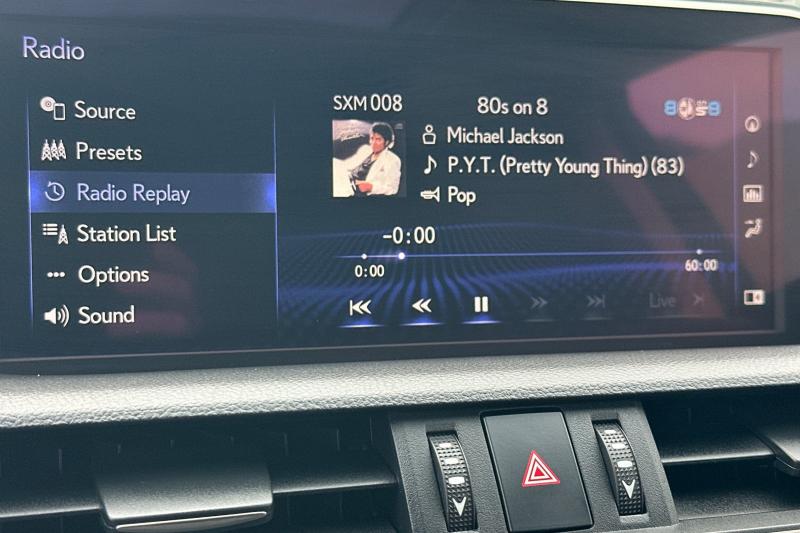 Radio
Source
Presets
Radio Replay
Station List
Options
Sound
SXM 008
80s on 8
Michael Jackson
P.Y.T. (Pretty Young Thing) (83)
Pop
-0:00
0:00
60:00
Live